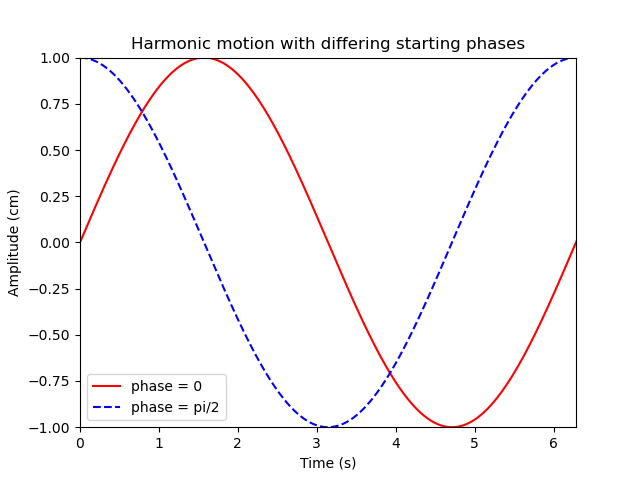 Harmonic motion with differing starting phases
1.00
0.75
0.50
0.25
0.00
−0.25
−0.50
−0.75
−1.00
Amplitude (cm)
phase = 0
phase = pi/2
0 1 2 3 4 5 6
Time (s)